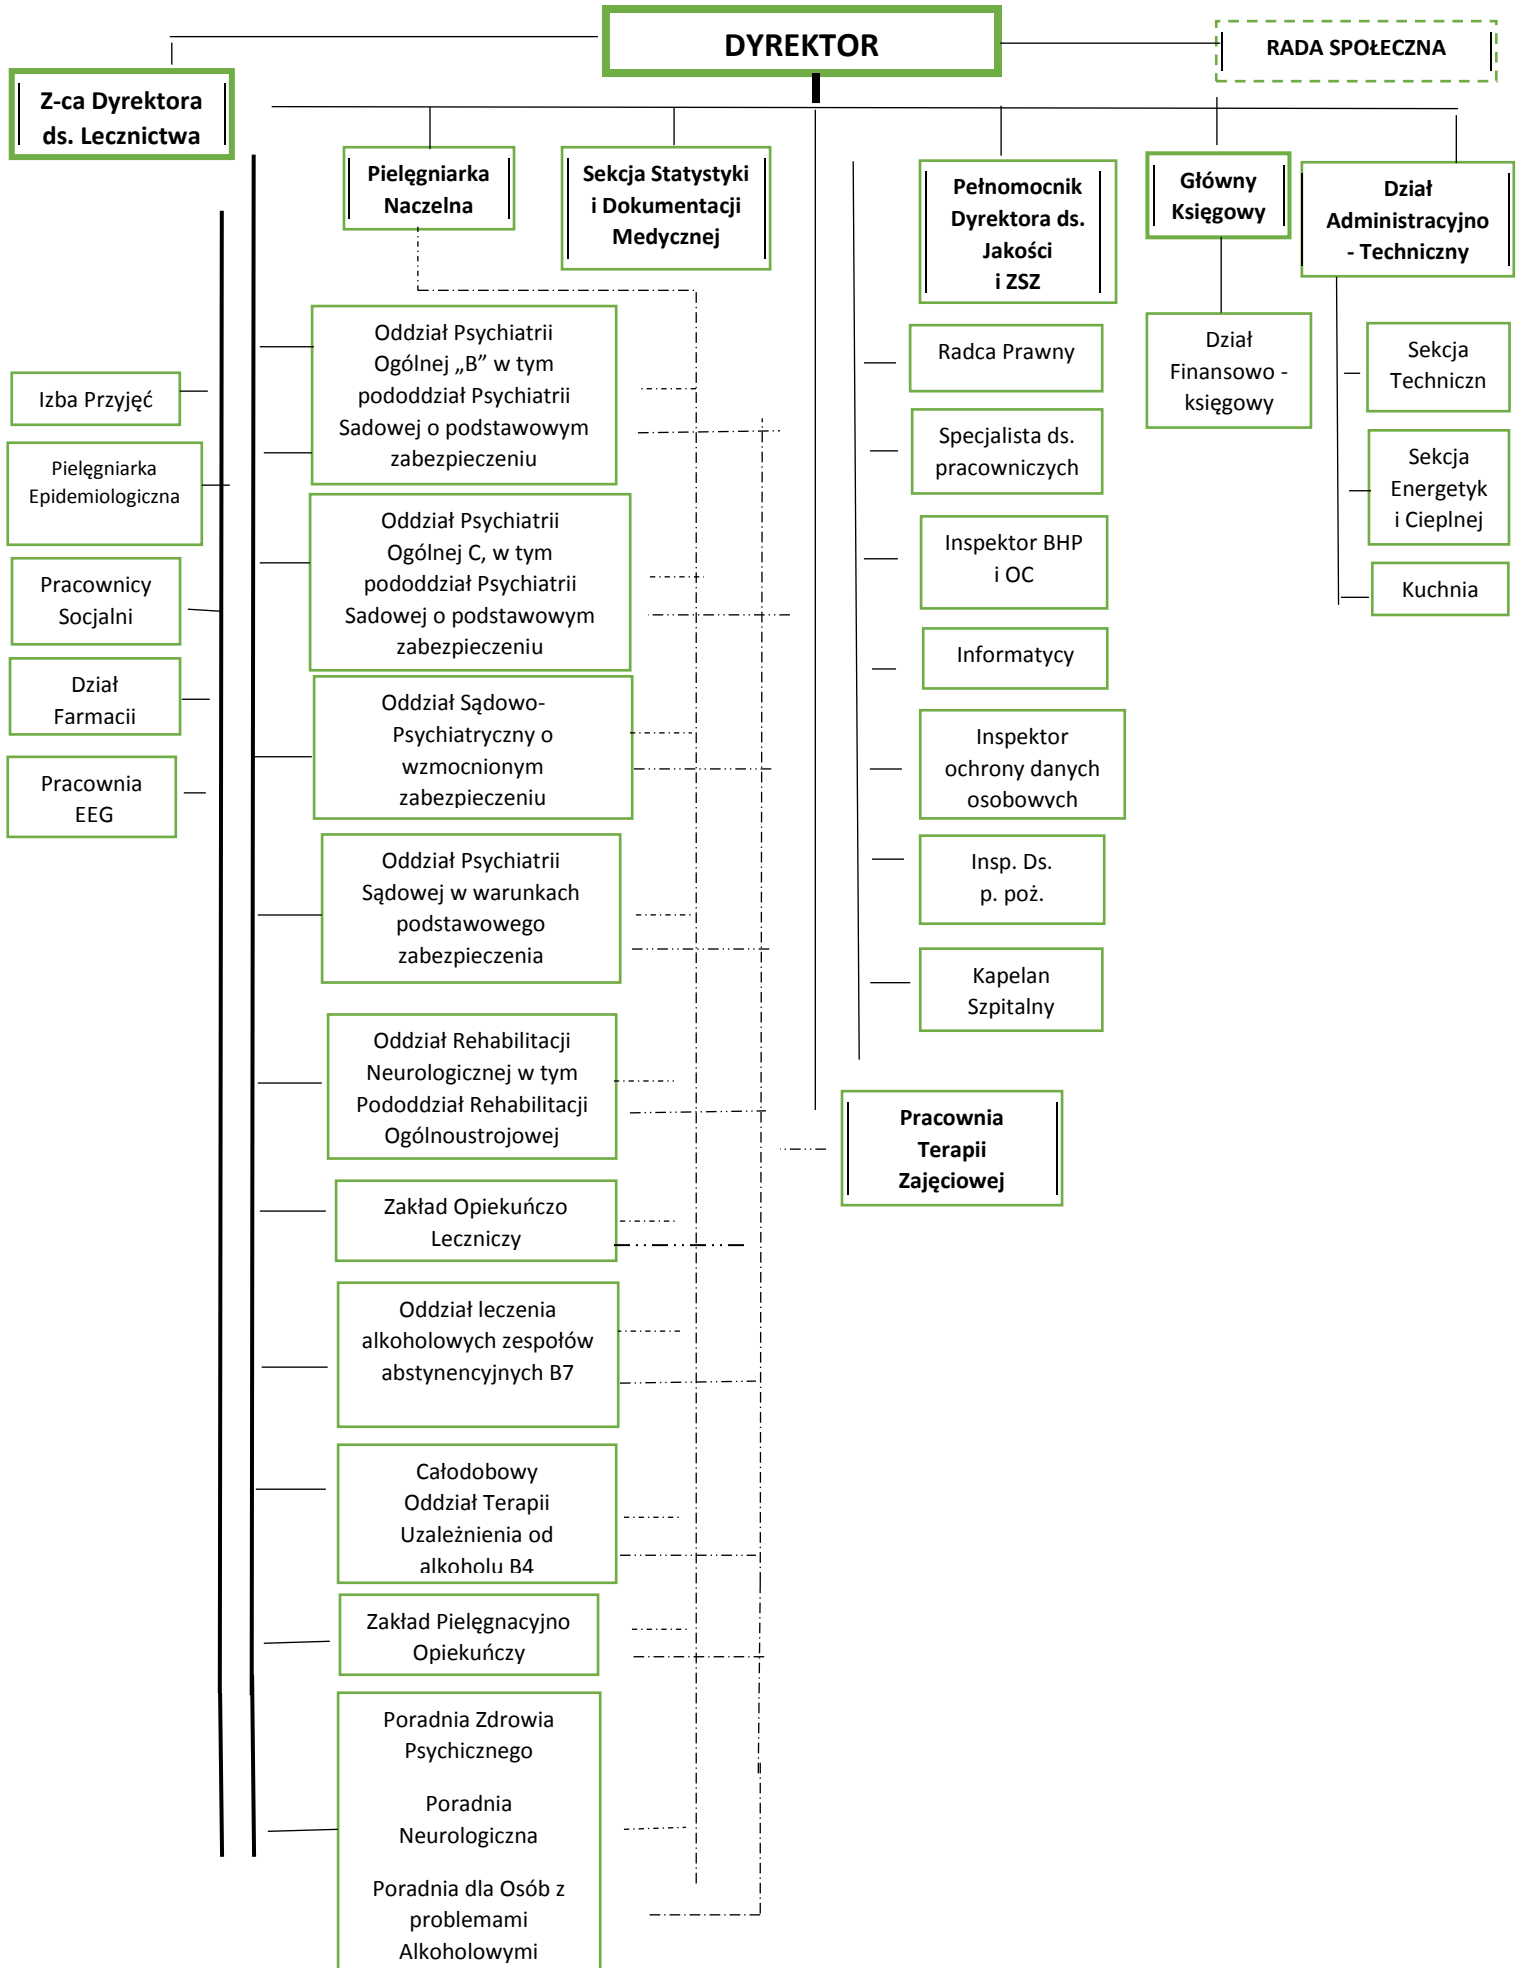 DYREKTOR
RADA SPOŁECZNA
Z-ca Dyrektora
ds. Lecznictwa
Pielęgniarka
Naczelna
Sekcja Statystyki
i Dokumentacji
Medycznej
Pełnomocnik
Dyrektora ds.
Jakości
i ZSZ
Główny
Księgowy
Dział
Administracyjno
- Techniczny
Izba Przyjęć
Pielęgniarka
Epidemiologiczna
Pracownicy
Socjalni
Dział
Farmacii
Pracownia
EEG
Oddział Psychiatrii
Ogólnej „B” w tym
pododdział Psychiatrii
Sadowej o podstawowym
zabezpieczeniu
Oddział Psychiatrii
Ogólnej C, w tym
pododdział Psychiatrii
Sadowej o podstawowym
zabezpieczeniu
Oddział Sądowo-
Psychiatryczny o
wzmocnionym
zabezpieczeniu
Oddział Psychiatrii
Sądowej w warunkach
podstawowego
zabezpieczenia
Oddział Rehabilitacji
Neurologicznej w tym
Pododdział Rehabilitacji
Ogólnoustrojowej
Zakład Opiekuńczo
Leczniczy
Oddział leczenia
alkoholowych zespołów
abstynencyjnych B7
Całodobowy
Oddział Terapii
Uzależnienia od
alkoholu B4
Zakład Pielęgnacyjno
Opiekuńczy
Poradnia Zdrowia
Psychicznego
Poradnia
Neurologiczna
Poradnia dla Osób z
problemami
Alkoholowymi
Radca Prawny
Specjalista ds.
pracowniczych
Inspektor BHP
i OC
Informatycy
Inspektor
ochrony danych
osobowych
Insp. Ds.
p. poż.
Kapelan
Szpitalny
Pracownia
Terapii
Zajęciowej
Dział
Finansowo -
księgowy
Sekcja
Techniczn
Sekcja
Energetyk
i Cieplnej
Kuchnia